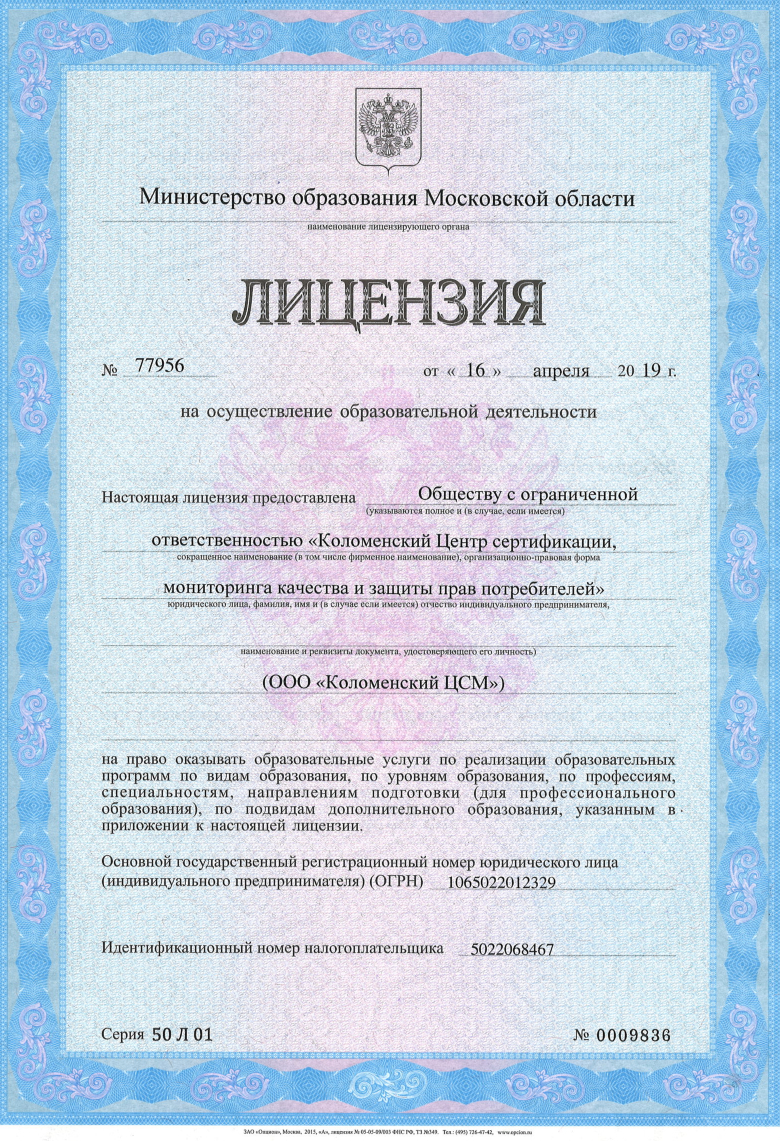 Министерство образования Московской области
наименование лицензирующего органа
ЛИЦЕНЗИЯ
№ 77956 от « 16 » апреля 20 19 г.
на осуществление образовательной деятельности
Настоящая лицензия предоставлена Обществу с ограниченной
(указываются полное и (в случае, если имеется)
ответственностью «Коломенский Центр сертификации,
сокращенное наименование (в том числе фирменное наименование), организационно-правовая форма
мониторинга качества и защиты прав потребителей»
юридического лица, фамилия, имя и (в случае если имеется) отчество индивидуального предпринимателя,
наименование и реквизиты документа, удостоверяющего его личность)
(ООО «Коломенский ЦСМ»)
на право оказывать образовательные услуги по реализации образовательных
программ по видам образования, по уровням образования, по профессиям,
специальностям, направлениям подготовки (для профессионального
образования), по подвидам дополнительного образования, указанным в
приложении к настоящей лицензии.
Основной государственный регистрационный номер юридического лица
(индивидуального предпринимателя) (ОГРН) 1065022012329
Идентификационный номер налогоплательщика 5022068467
Серия 50 Л 01 № 0009836
ЗАО «Опцион», Москва, 2015, «А», лицензия № 05-05-09/003 ФНС РФ, ТЗ №349. Тел.: (495) 726-47-42, www.opcion.ru